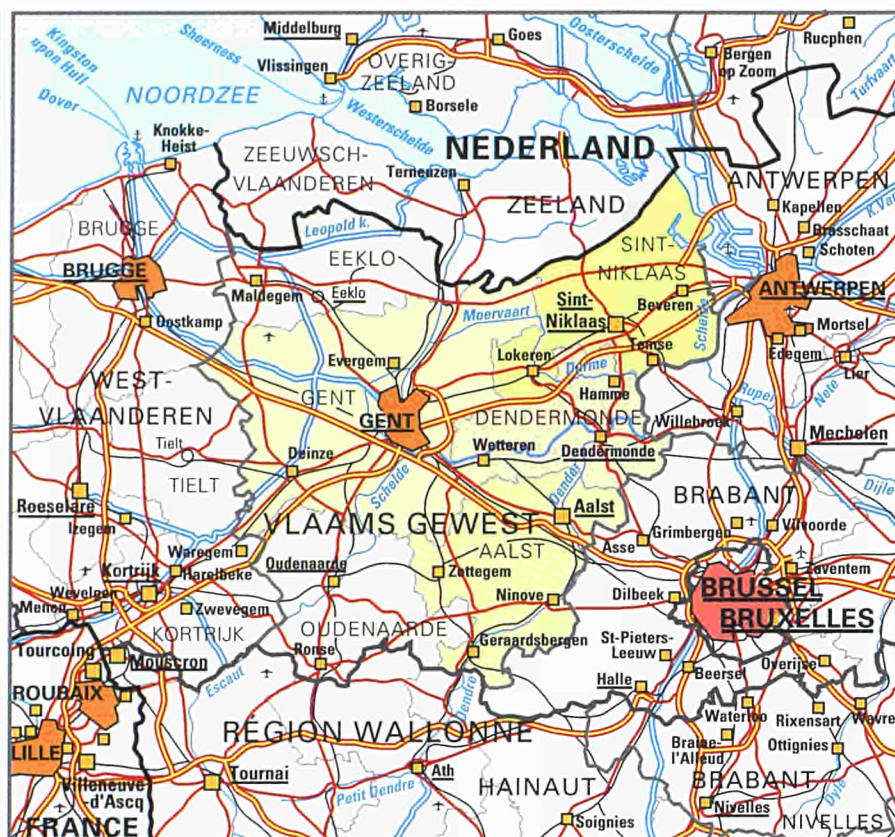 Middelburg
Goes
Rucphen
Kingston
upon Hull
Sheerness
Vlissingen
OVERIG-
ZEELAND
Oosterschelde
Bergen
op Zoom
Turfvaart
Dover
NOORDZEE
Borsele
Westerschelde
Knokke-
Heist
ZEEUWSCH-
VLAANDEREN
NEDERLAND
Terneuzen
ZEELAND
ANTWERPEN
Kapellen
K.Var
BRUGGE
Leopold k.
Brasschaat
Schoten
BRUGGE
EEKLO
SINT-
NIKLAAS
Maldegem
Eeklo
Beveren
ANTWERPEN
Sint-
Niklaas
Oostkamp
Moervaart
Schelde
Mortsel
Evergem
Lokeren
Temse
Edegem
Durme
Lier
WEST-
VLAANDEREN
GENT
Hamme
Rupel
Nete
GENT
DENDERMONDE
Willebroek
Tielt
Deinze
Wetteren
Dendermonde
Mechelen
TIELT
Schelde
Dender
Dijle
Roeselare
Izegem
VLAAMS GEWEST
Aalst
BRABANT
Grimbergen
Vilvoorde
Waregem
AALST
Asse
Kortrijk
Harelbeke
Oudenaarde
Zottegem
Zaventem
Wevelgem
Menen
Zwevegem
Ninove
Dilbeek
BRUSSEL
BRUXELLES
KORTRIJK
OUDENAARDE
Geraardsbergen
St-Pieters-
Leeuw
Tourcoing
Mouscron
Ronse
Overijse
Escaut
Halle
Beersel
ROUBAIX
Dendre
Waterloo
Rixensart
Wavre
LILLE
RÉGION WALLONNE
Braine-
l'Alleud
Ottignies
Villeneuve
-d'Ascq
Tournai
Ath
HAINAUT
BRABANT
Petit Dendre
Nivelles
Dyle
FRANCE
Soignies
NIVELLES